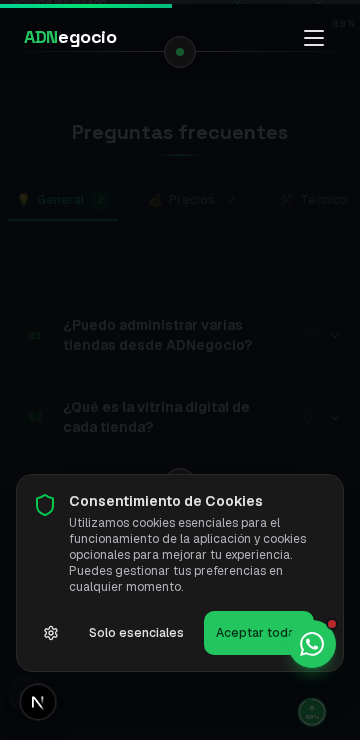 ADNegocio
Preguntas frecuentes
General
Precios
Técnico
01
¿Puedo administrar varias
tiendas desde ADNegocio?
02
¿Qué es la vitrina digital de
cada tienda?
Consentimiento de Cookies
Utilizamos cookies esenciales para el
funcionamiento de la aplicación y cookies
opcionales para mejorar tu experiencia.
Puedes gestionar tus preferencias en
cualquier momento.
Solo esenciales
Aceptar
N